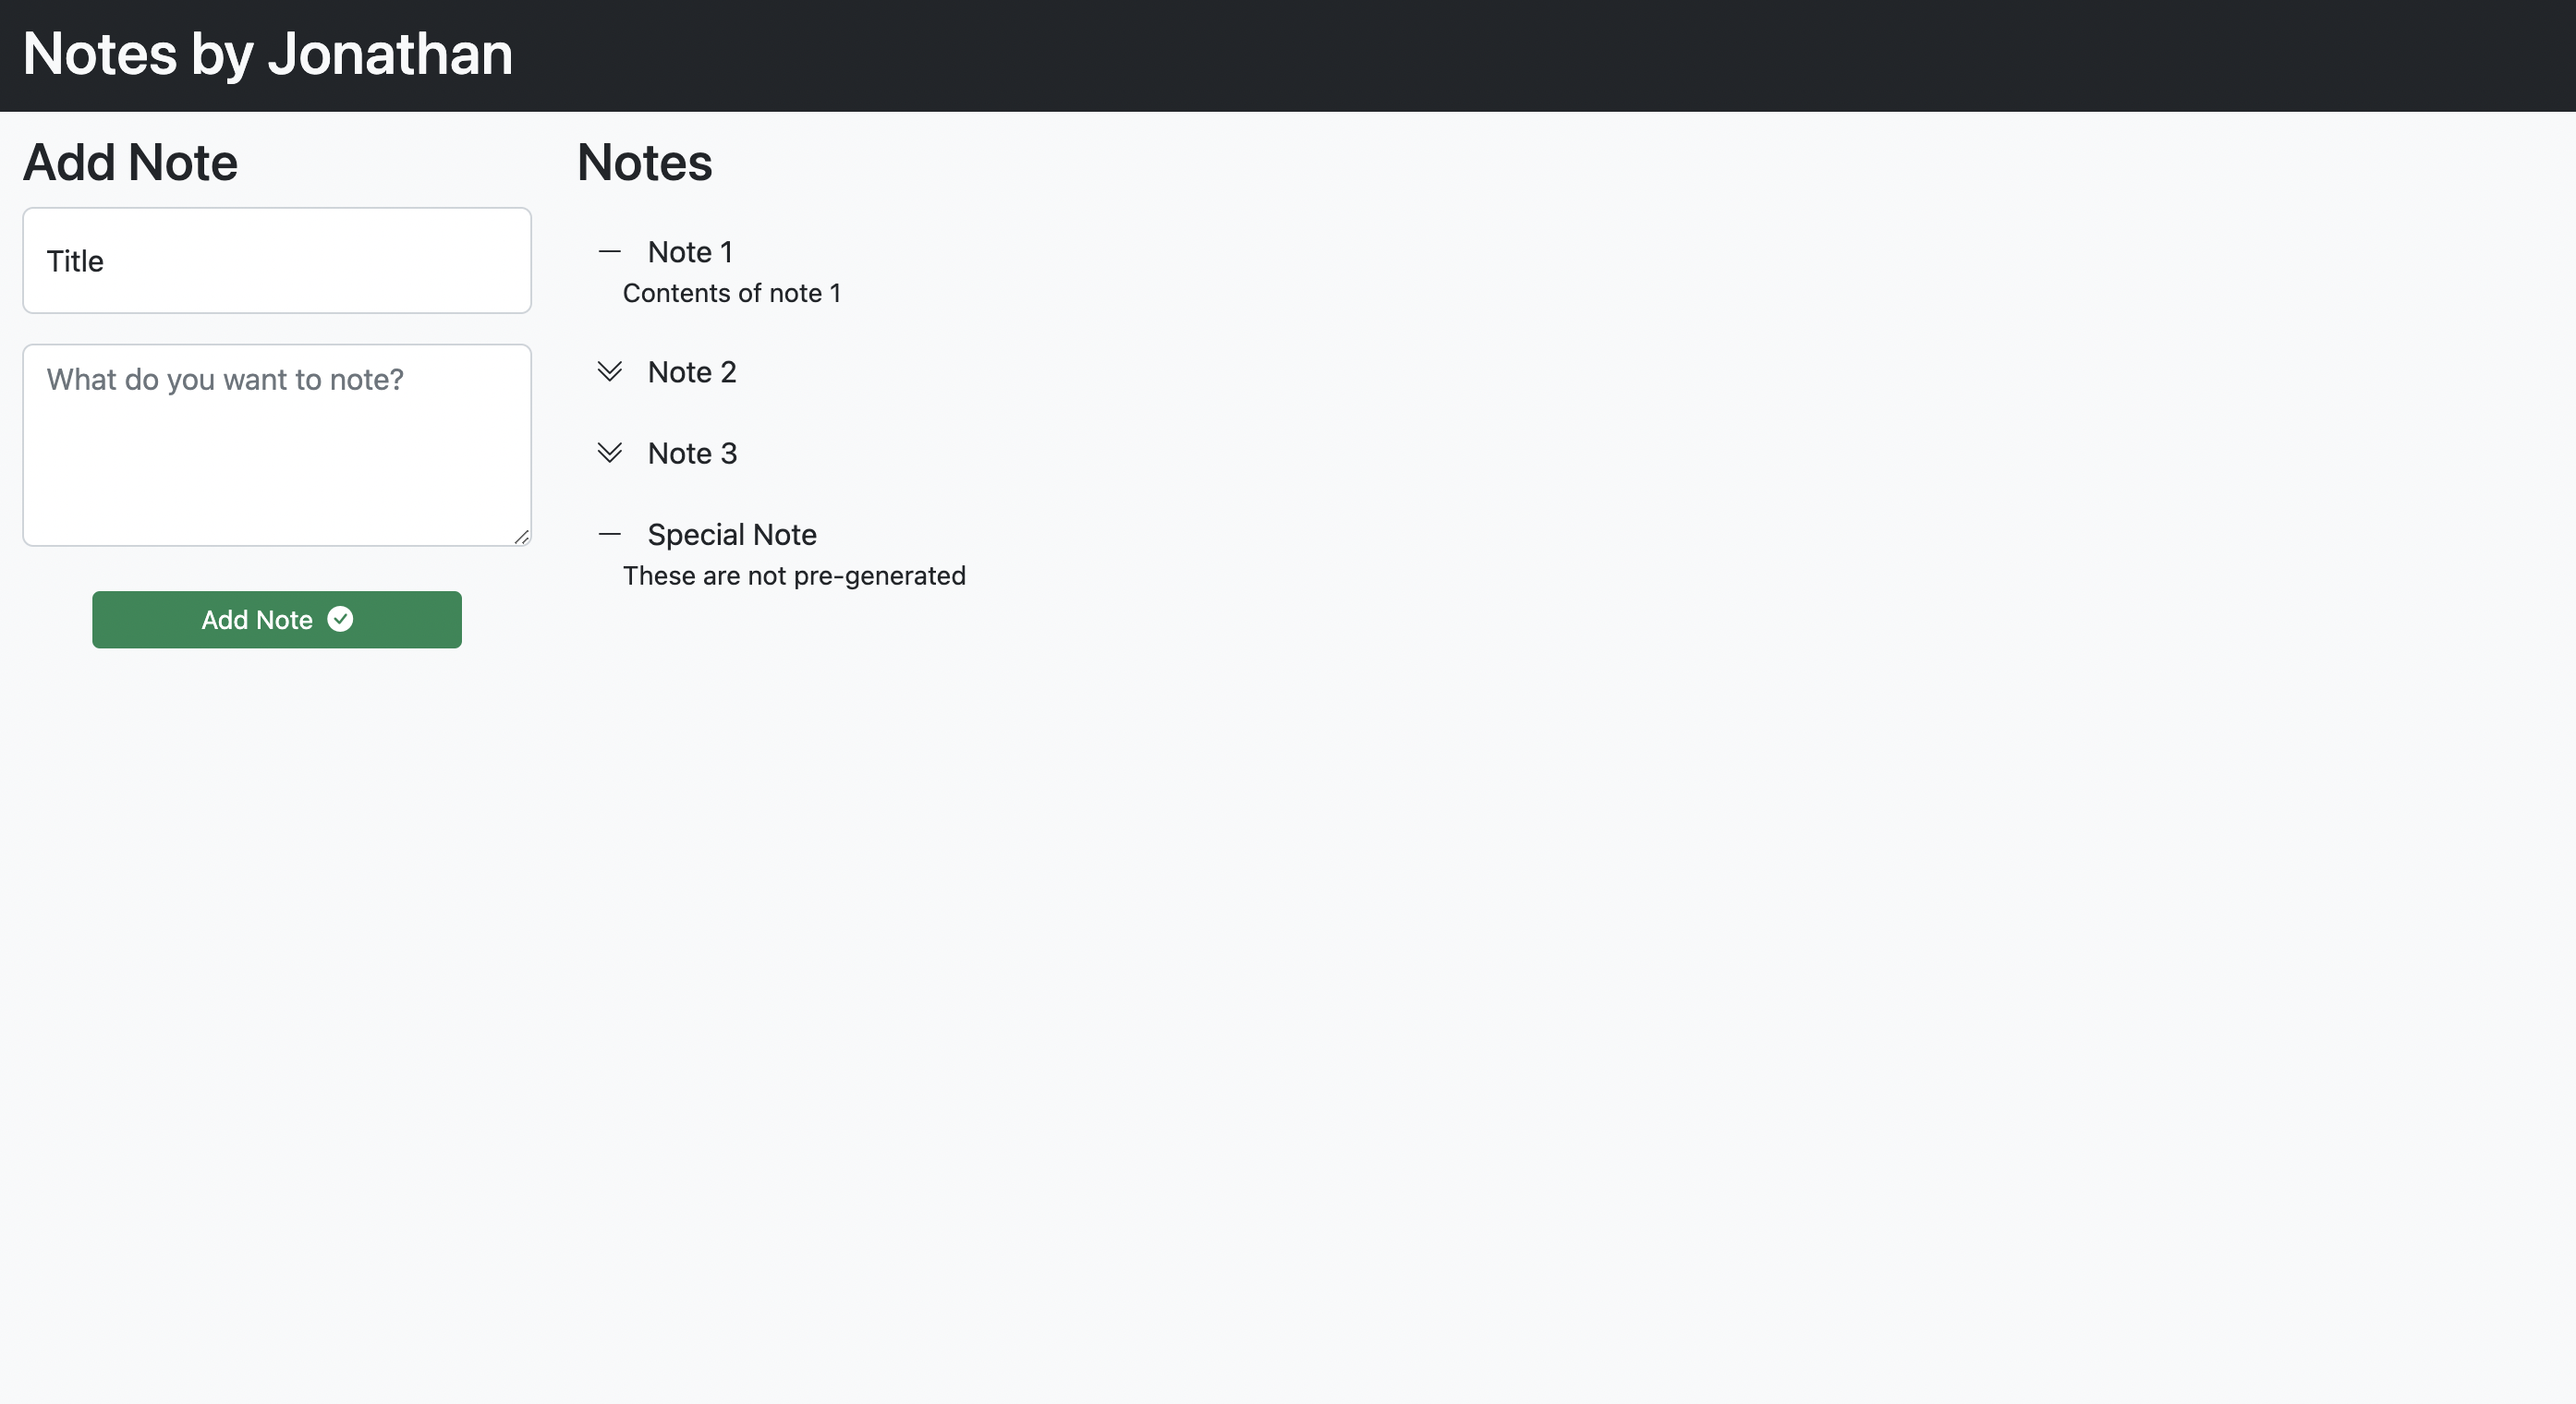 Notes by Jonathan
Add Note
Title
What do you want to note?
Add Note
Notes
Note 1
Contents of note 1
Note 2
Note 3
Special Note
These are not pre-generated